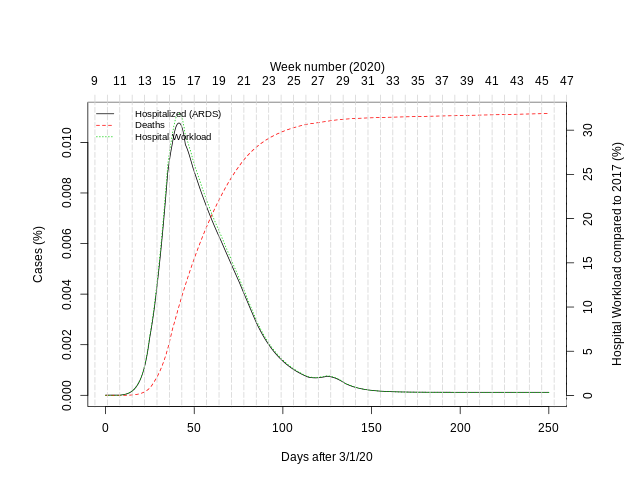 Week number (2020)
9 11 13 15 17 19 21 23 25 27 29 31 33 35 37 39 41 43 45 47
Hospitalized (ARDS)
Deaths
Hospital Workload
Cases (%)
0.000 0.002 0.004 0.006 0.008 0.010
Hospital Workload compared to 2017 (%)
0 5 10 15 20 25 30
0 50 100 150 200 250
Days after 3/1/20